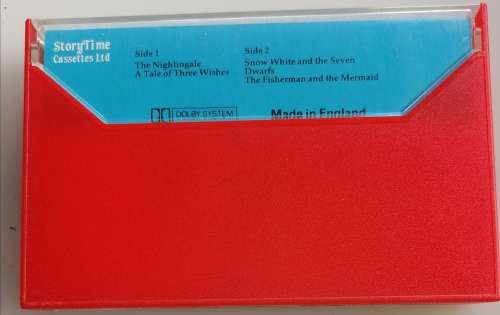 StoryTime
Cassettes Ltd
Side 1
The Nightingale
A Tale of Three Wishes
Side 2
Snow White and the Seven
Dwarfs
The Fisherman and the Mermaid
DOLBY SYSTEM
Made in England